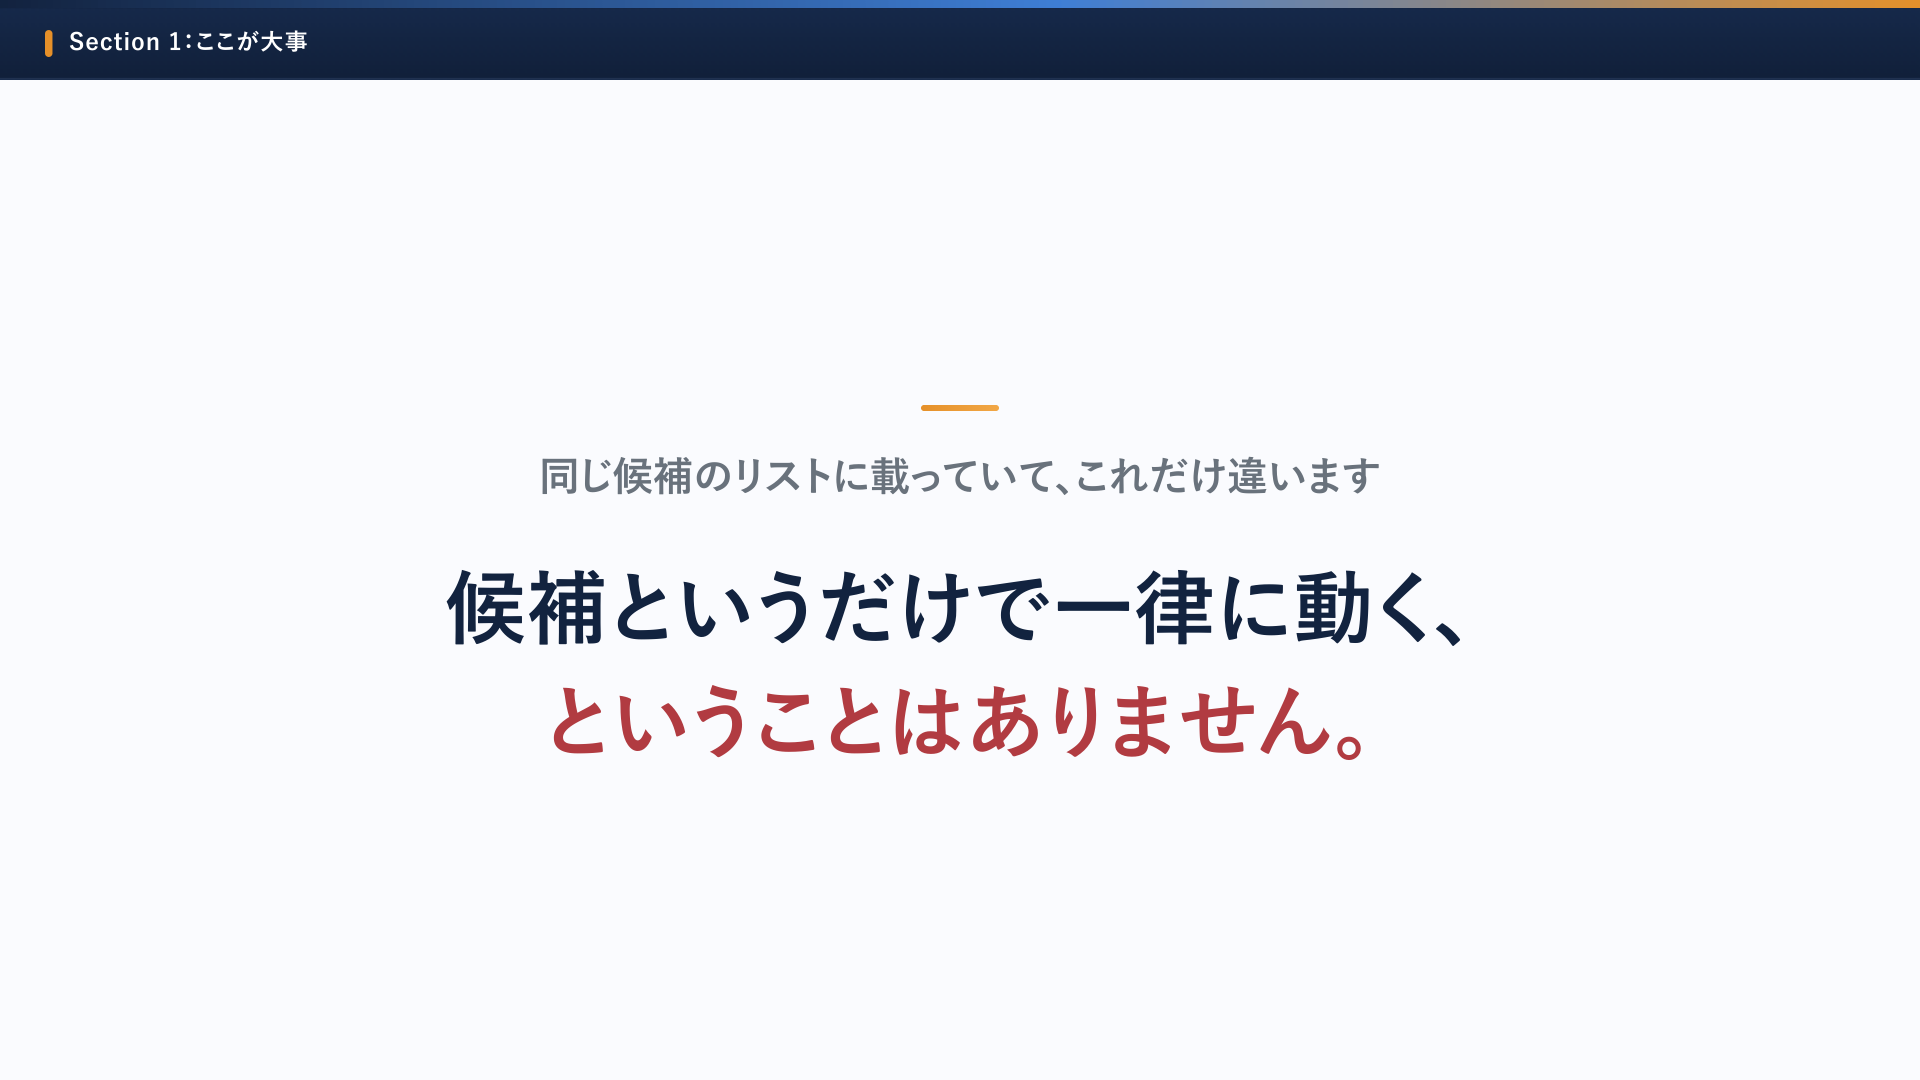 Section 1：ここが大事
同じ候補のリストに載っていて、これだけ違います
候補というだけで一律に動く、
ということはありません。